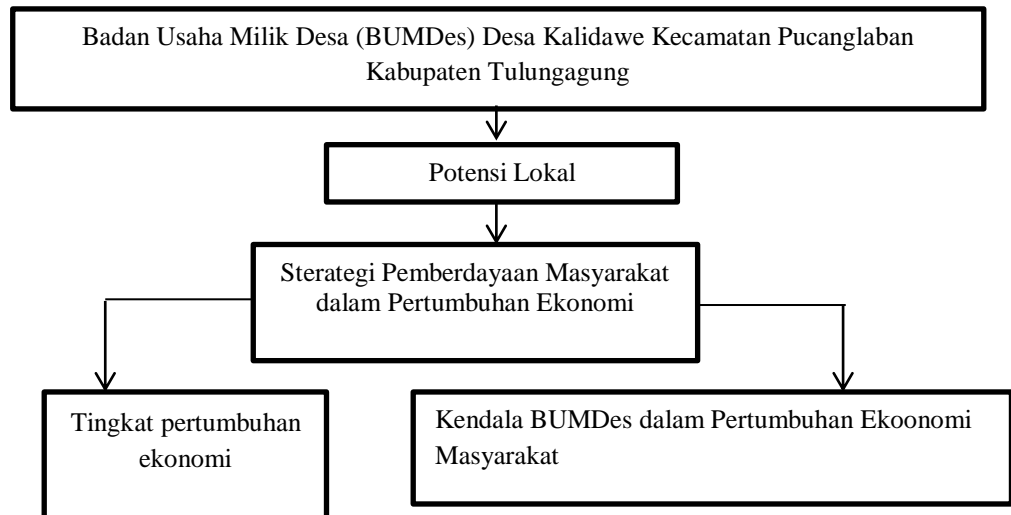 Badan Usaha Milik Desa (BUMDes) Desa Kalidawe Kecamatan Pucanglaban
Kabupaten Tulungagung
Potensi Lokal
Sterategi Pemberdayaan Masyarakat
dalam Pertumbuhan Ekonomi
Tingkat pertumbuhan
ekonomi
Kendala BUMDes dalam Pertumbuhan Ekoonomi
Masyarakat